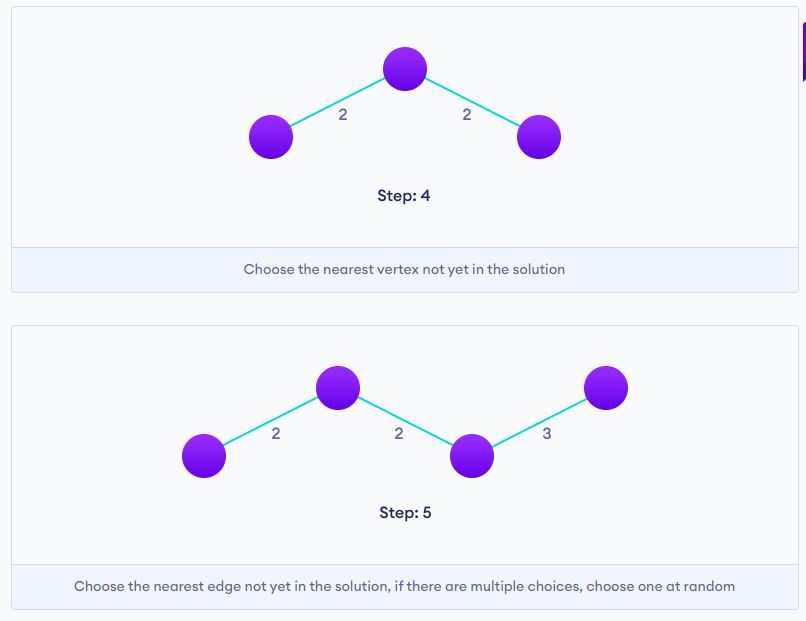 2 2
Step: 4
Choose the nearest vertex not yet in the solution
2 2 3
Step: 5
Choose the nearest edge not yet in the solution, if there are multiple choices, choose one at random